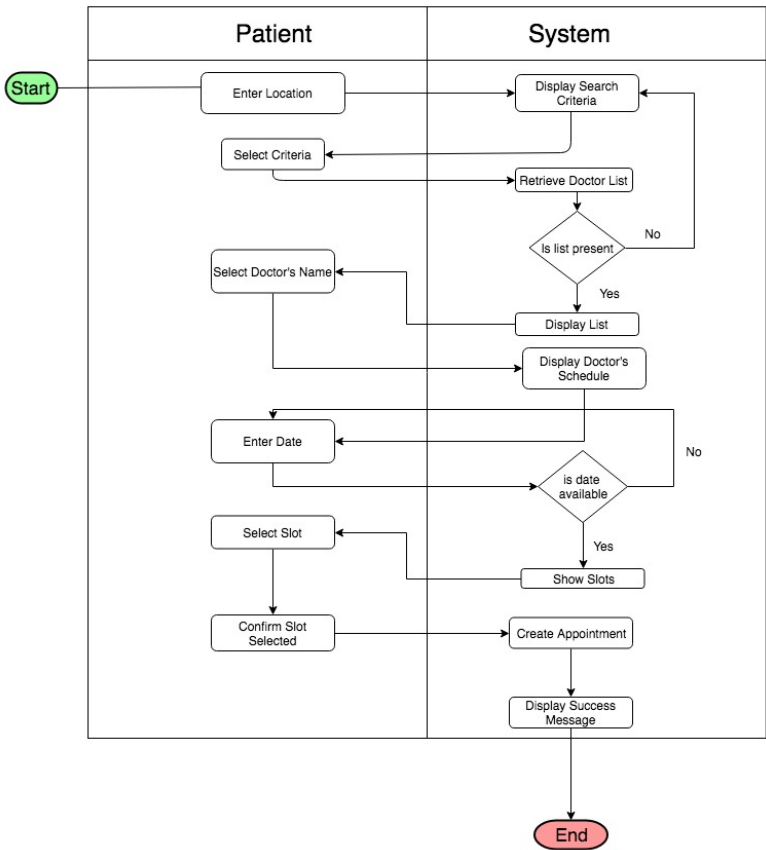 Patient
System
Start
Enter Location
Display Search
Criteria
Select Criteria
Retrieve Doctor List
Is list present
No
Yes
Select Doctor's Name
Display List
Display Doctor's
Schedule
Enter Date
No
is date
available
Yes
Select Slot
Show Slots
Confirm Slot
Selected
Create Appointment
Display Success
Message
End